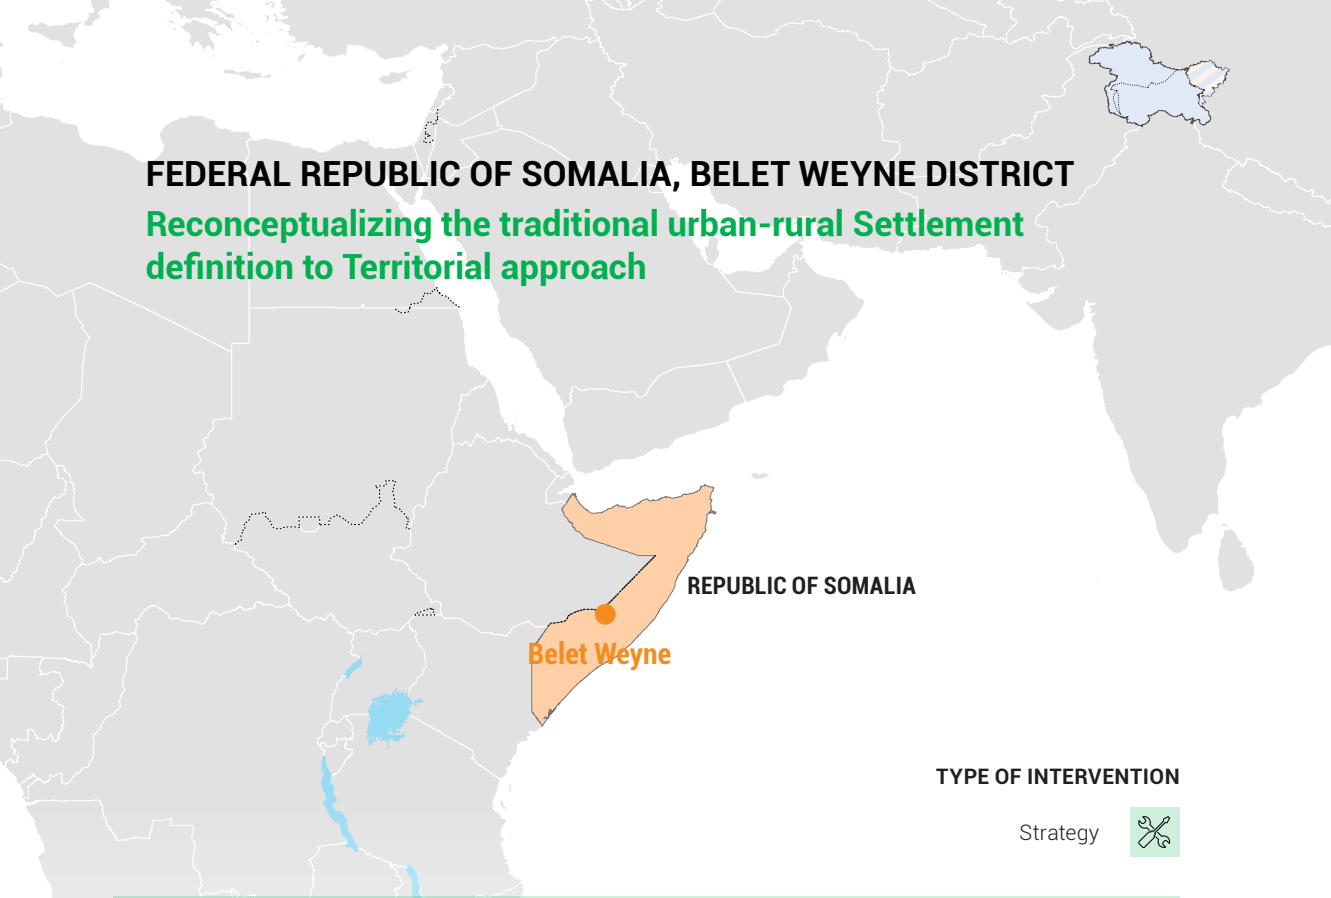 FEDERAL REPUBLIC OF SOMALIA, BELET WEYNE DISTRICT
Reconceptualizing the traditional urban-rural Settlement
definition to Territorial approach
REPUBLIC OF SOMALIA
Belet Weyne
TYPE OF INTERVENTION
Strategy